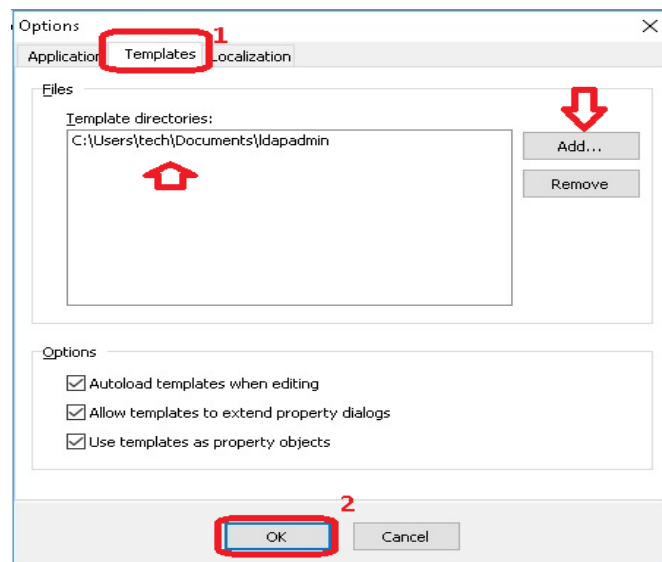 Options
1
Application Templates Localization
Files
Template directories:
C:\Users\tech\Documents\ldapadmin
Add...
Remove
Options
Autoload templates when editing
Allow templates to extend property dialogs
Use templates as property objects
2
OK Cancel